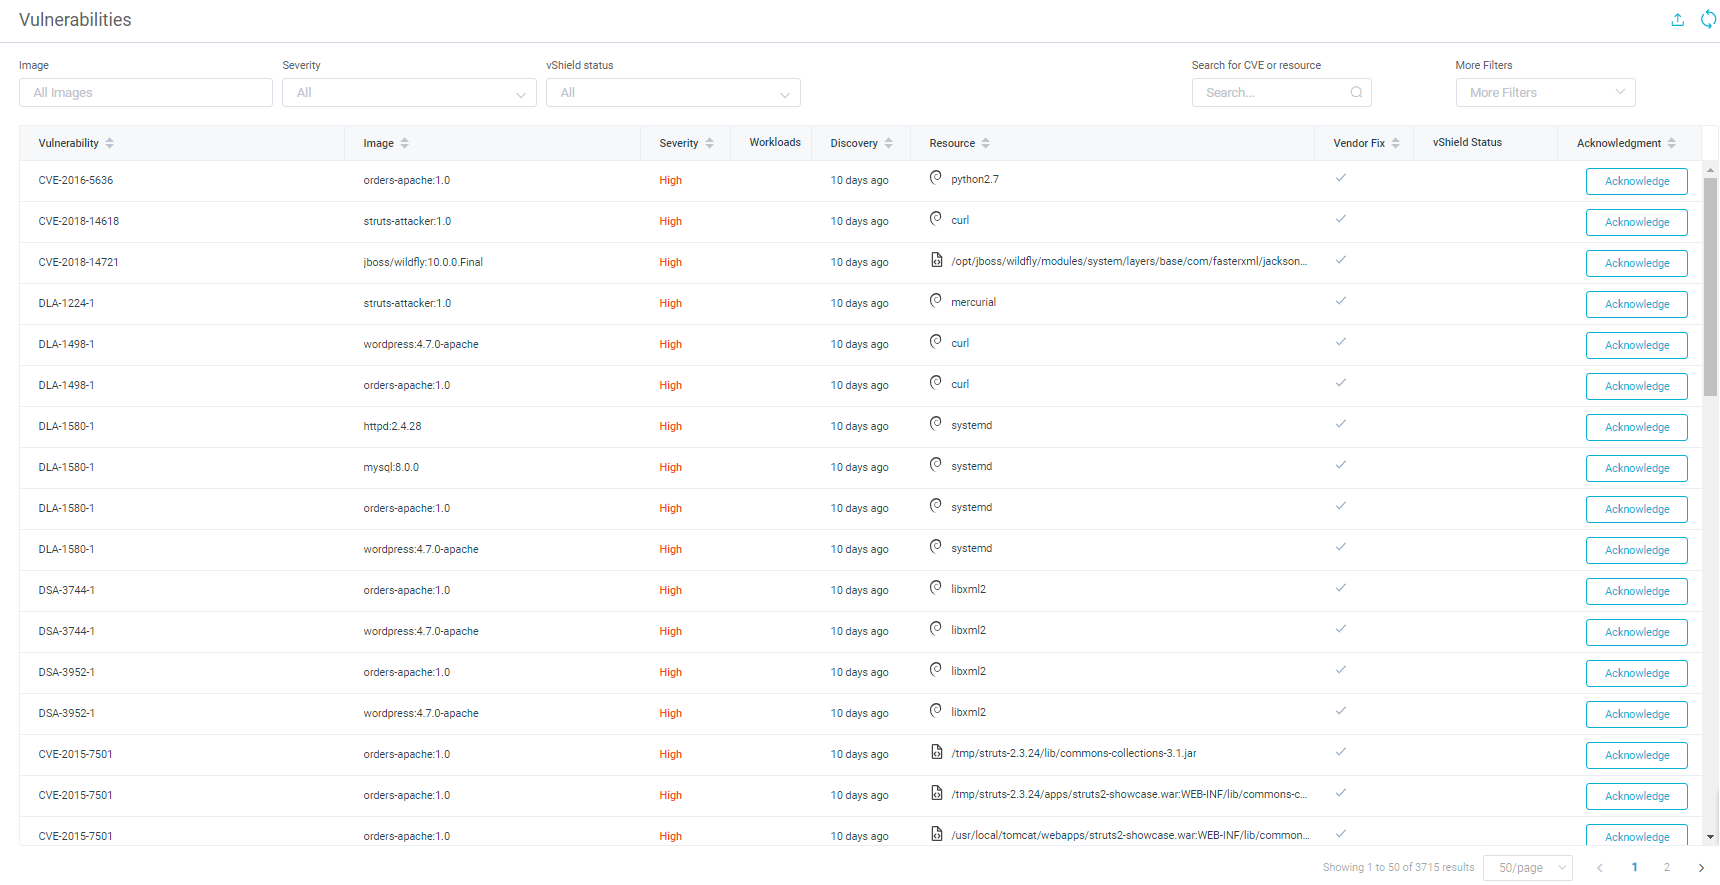 Vulnerabilities
Image Severity vShield status Search for CVE or resource More Filters
All Images All All Search... More Filters
Vulnerability Image Severity Workloads Discovery Resource Vendor Fix vShield Status Acknowledgment
CVE-2016-5636 orders-apache:1.0 High 10 days ago python2.7 Acknowledge
CVE-2018-14618 struts-attacker:1.0 High 10 days ago curl Acknowledge
CVE-2018-14721 jboss/wildfly:10.0.0.Final High 10 days ago /opt/jboss/wildfly/modules/system/layers/base/com/fasterxml/jackson... Acknowledge
DLA-1224-1 struts-attacker:1.0 High 10 days ago mercurial Acknowledge
DLA-1498-1 wordpress:4.7.0-apache High 10 days ago curl Acknowledge
DLA-1498-1 orders-apache:1.0 High 10 days ago curl Acknowledge
DLA-1580-1 httpd:2.4.28 High 10 days ago systemd Acknowledge
DLA-1580-1 mysql:8.0.0 High 10 days ago systemd Acknowledge
DLA-1580-1 orders-apache:1.0 High 10 days ago systemd Acknowledge
DLA-1580-1 wordpress:4.7.0-apache High 10 days ago systemd Acknowledge
DSA-3744-1 orders-apache:1.0 High 10 days ago libxml2 Acknowledge
DSA-3744-1 wordpress:4.7.0-apache High 10 days ago libxml2 Acknowledge
DSA-3952-1 orders-apache:1.0 High 10 days ago libxml2 Acknowledge
DSA-3952-1 wordpress:4.7.0-apache High 10 days ago libxml2 Acknowledge
CVE-2015-7501 orders-apache:1.0 High 10 days ago /tmp/struts-2.3.24/lib/commons-collections-3.1.jar Acknowledge
CVE-2015-7501 orders-apache:1.0 High 10 days ago /tmp/struts-2.3.24/apps/struts2-showcase.war:WEB-INF/lib/commons-c... Acknowledge
CVE-2015-7501 orders-apache:1.0 High 10 days ago /usr/local/tomcat/webapps/struts2-showcase.war:WEB-INF/lib/common... Acknowledge
Showing 1 to 50 of 3715 results 50/page 1 2